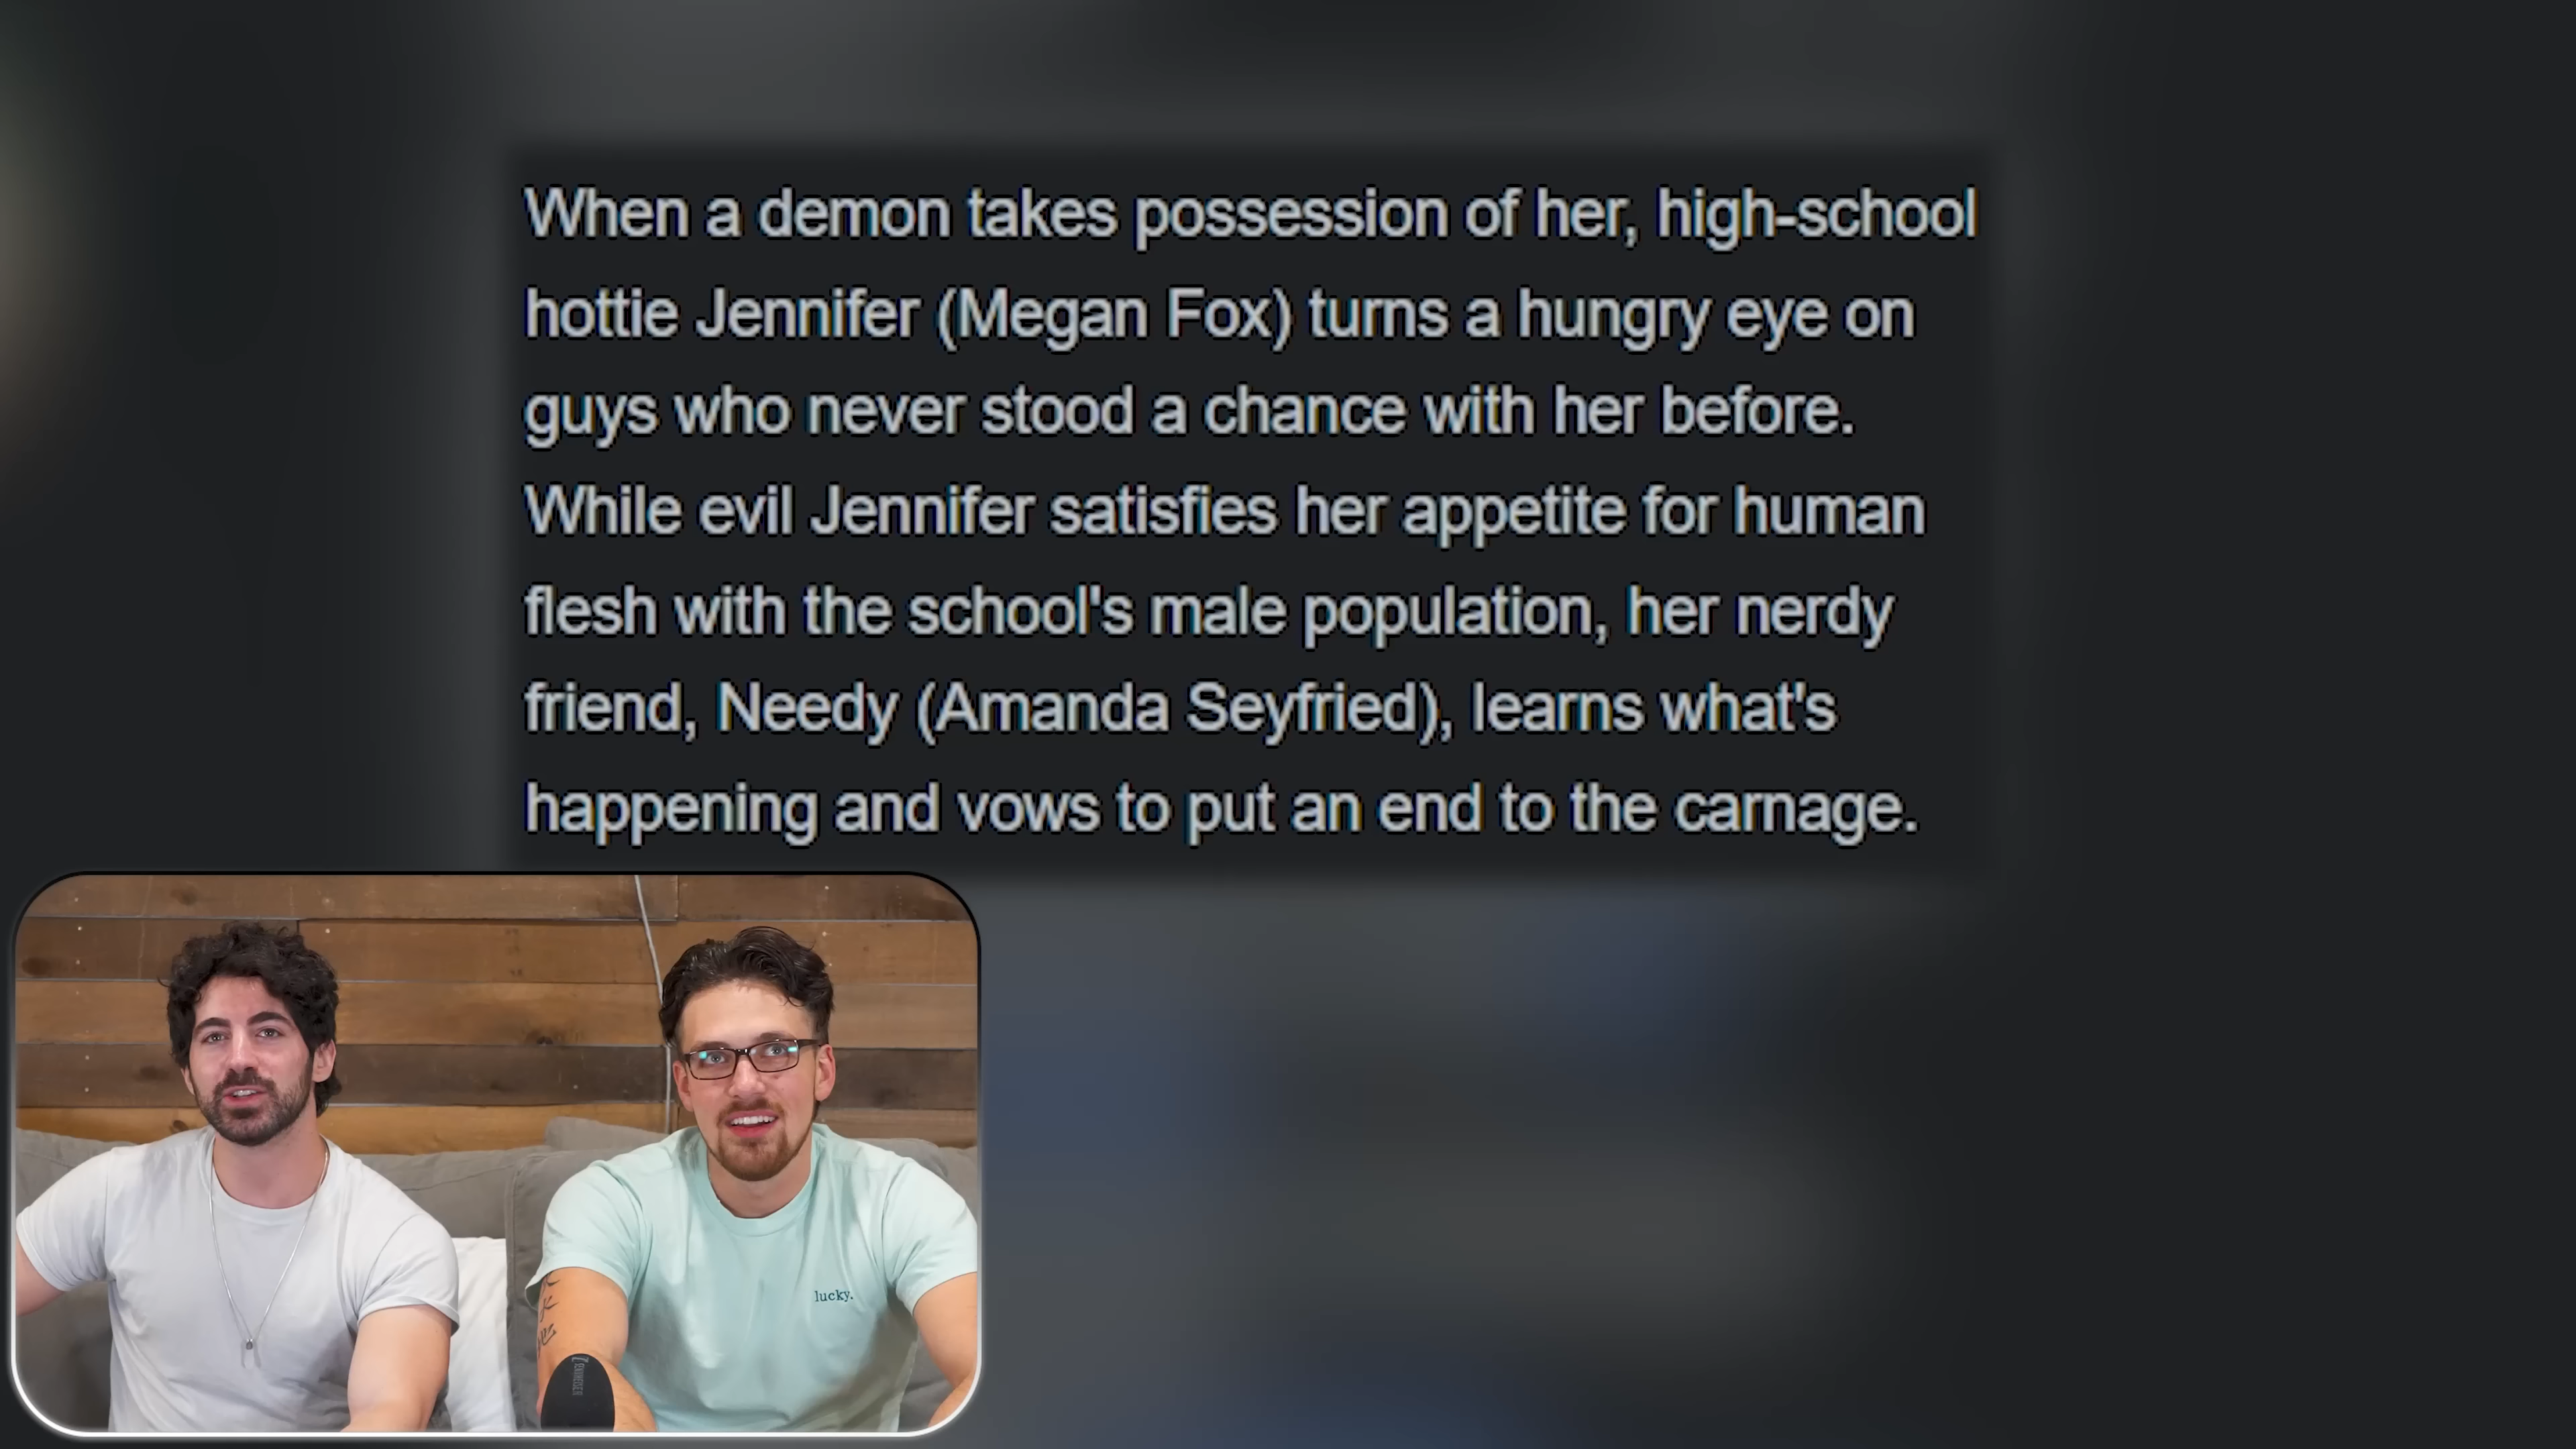 When a demon takes possession of her, high-school
hottie Jennifer (Megan Fox) turns a hungry eye on
guys who never stood a chance with her before.
While evil Jennifer satisfies her appetite for human
flesh with the school's male population, her nerdy
friend, Needy (Amanda Seyfried), learns what's
happening and vows to put an end to the carnage.
lucky.
SENNHEISER